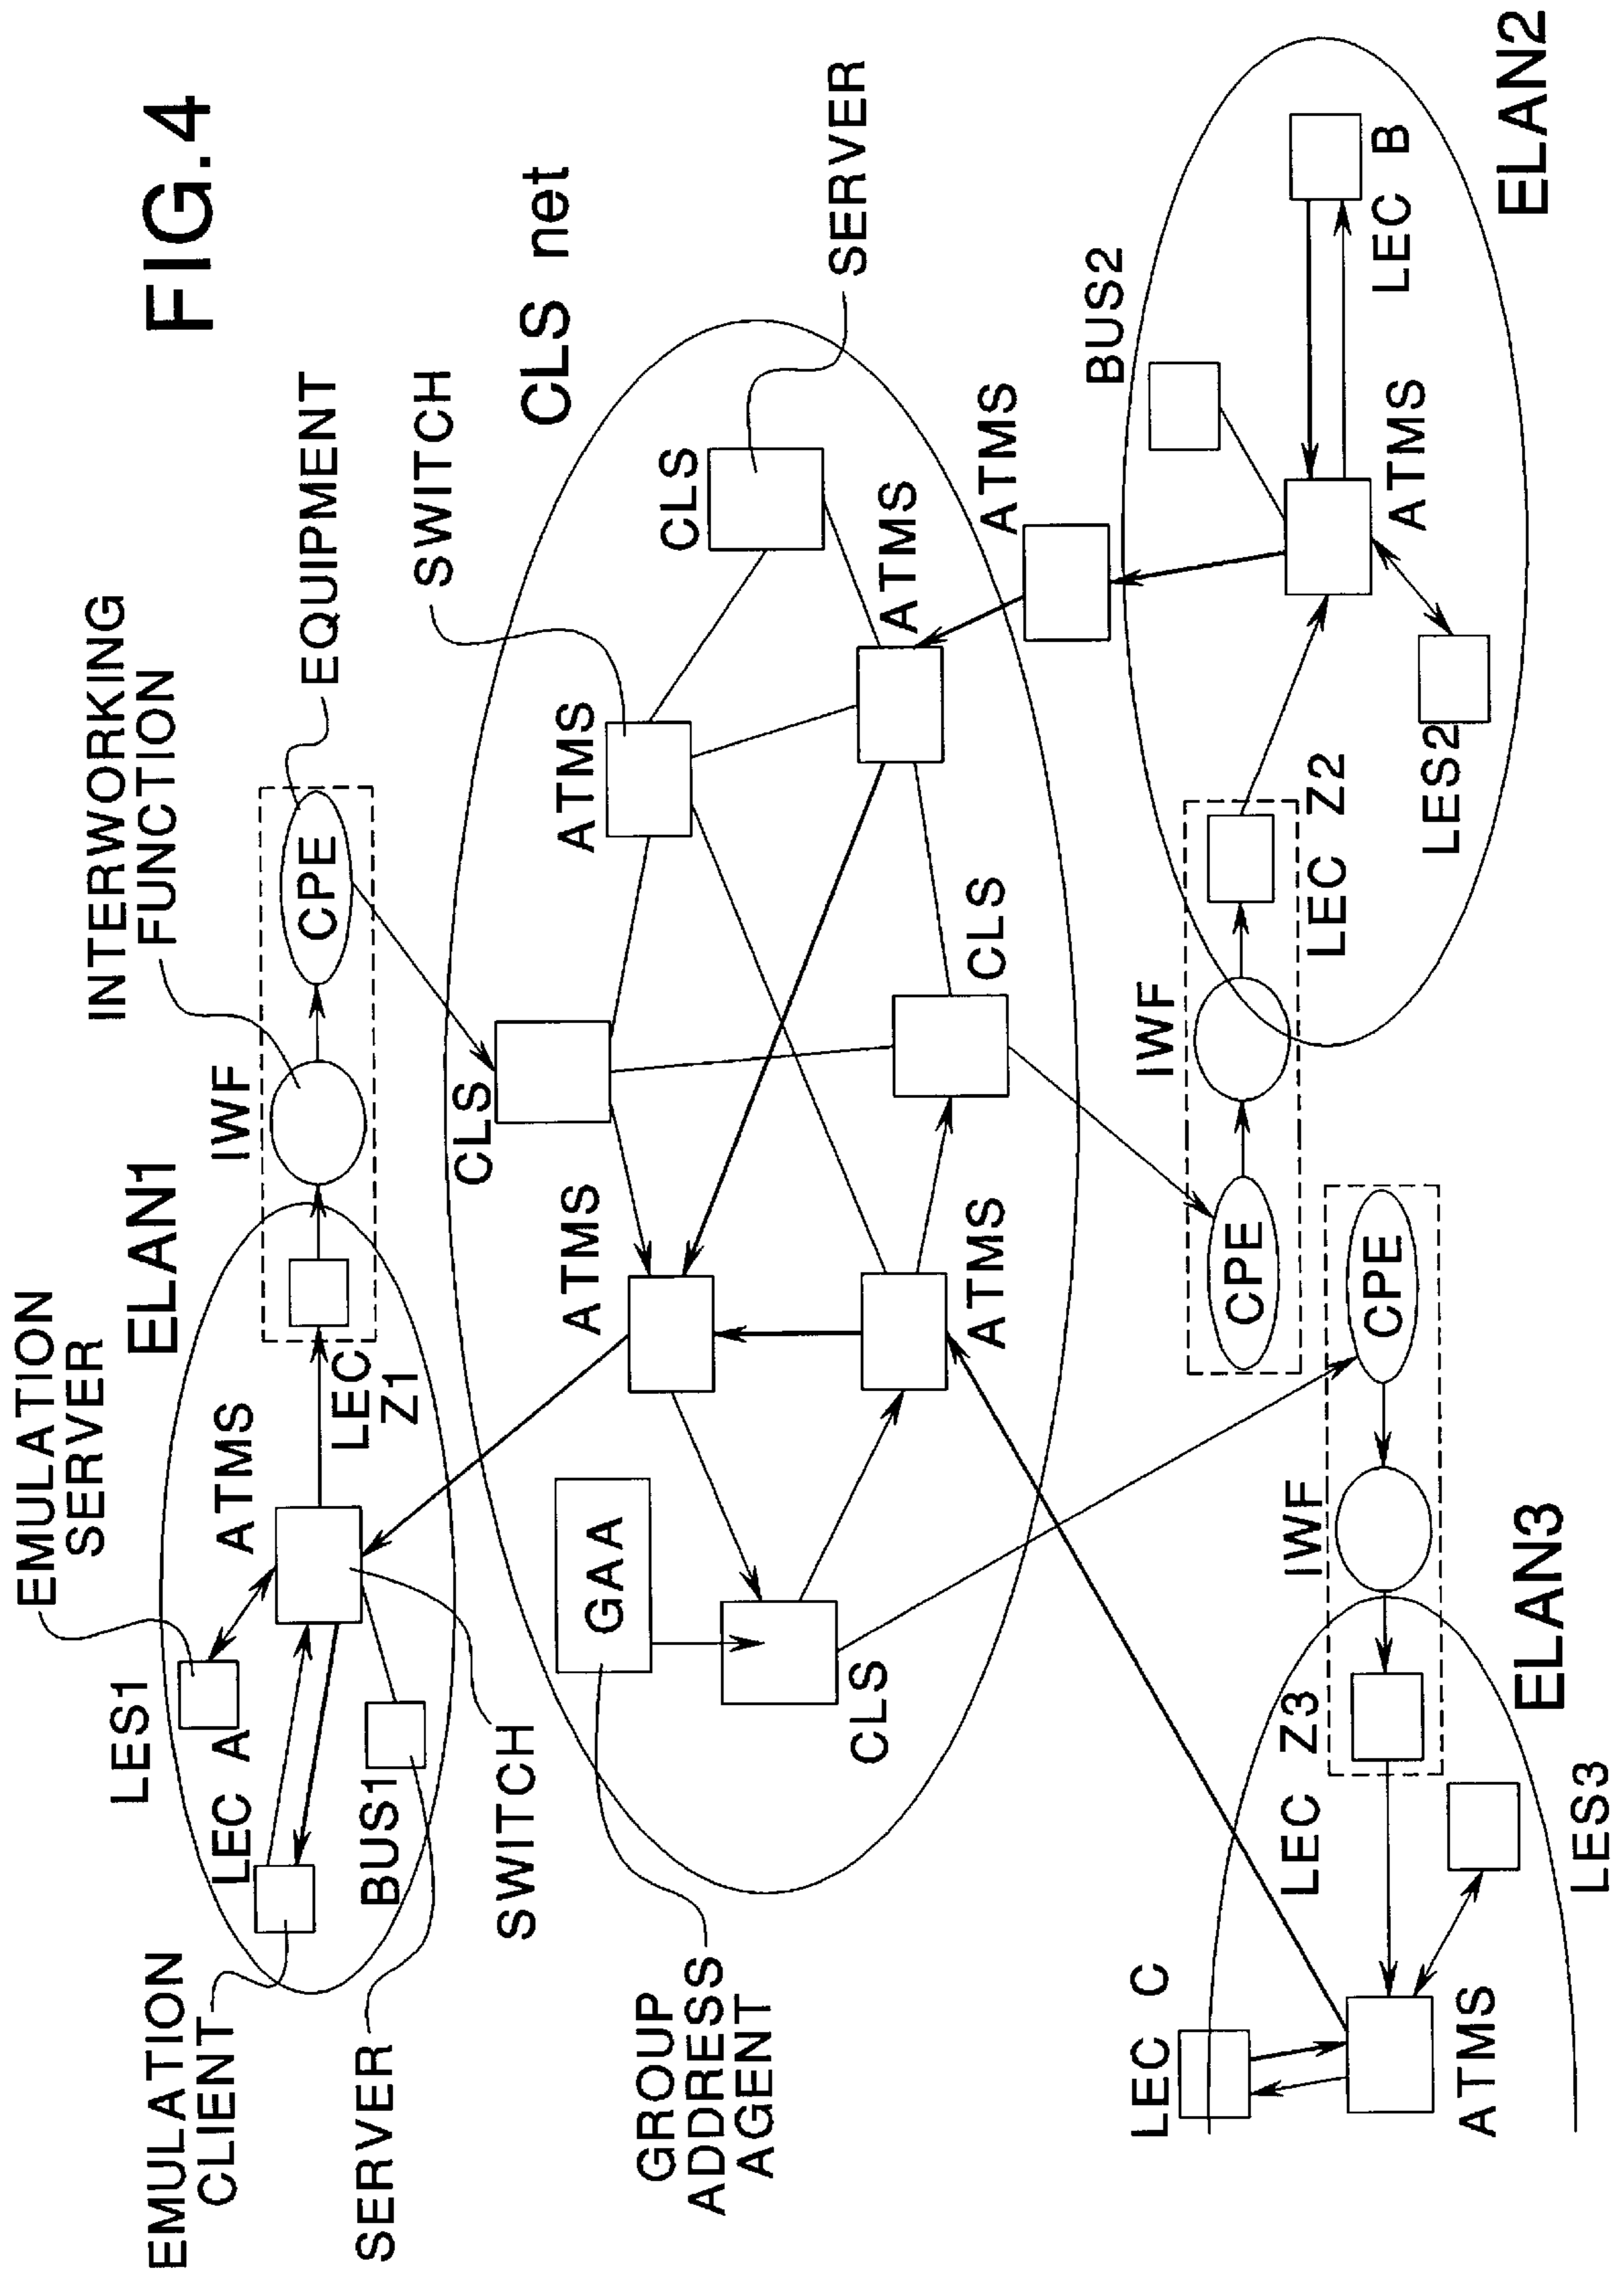 FIG.4
EMULATION
SERVER
ELAN1
INTERWORKING
FUNCTION
EQUIPMENT
IWF
CPE
LES1
ATMS
LEC A
LEC
Z1
BUS1
EMULATION
CLIENT
SERVER
SWITCH
SWITCH
CLS net
CLS
ATMS
CLS
SERVER
ATMS
ATMS
GAA
GROUP
ADDRESS
AGENT
CLS
ATMS
CLS
ATMS
BUS2
LEC B
ELAN2
ATMS
LES2
LEC Z2
IWF
CPE
CPE
IWF
ELAN3
LEC Z3
LES3
LEC C
ATMS